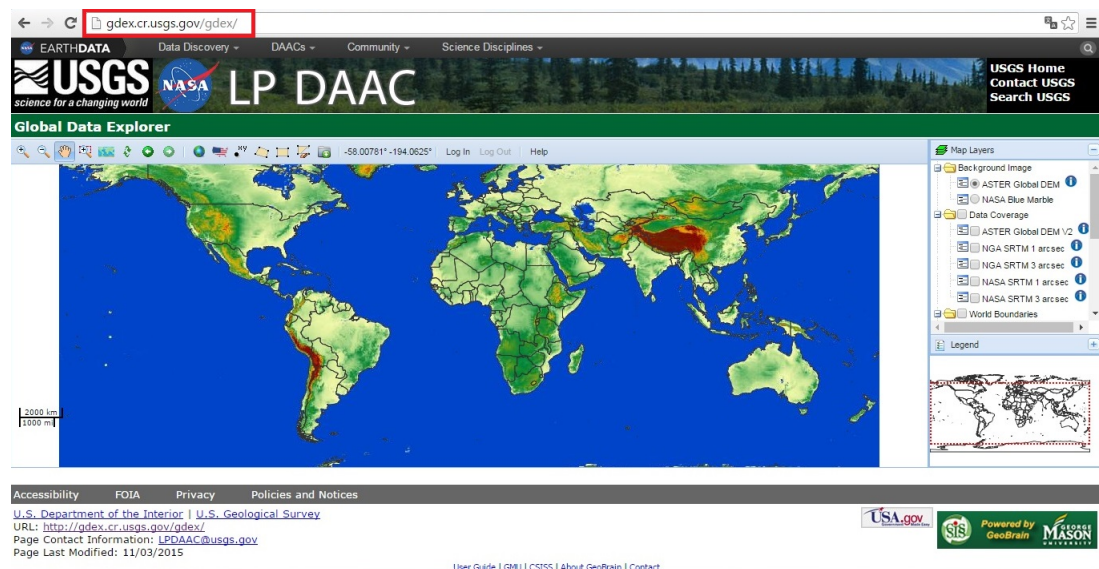 gdex.cr.usgs.gov/gdex/
EARTHDATA Data Discovery DAACs Community Science Disciplines
USGS
science for a changing world
NASA
LP DAAC
USGS Home
Contact USGS
Search USGS
Global Data Explorer
XY
-58.00781° -194.0625° Log In Log Out Help
2000 km
1000 mi
Map Layers
Background Image
ASTER Global DEM
NASA Blue Marble
Data Coverage
ASTER Global DEM V2
NGA SRTM 1 arcsec
NGA SRTM 3 arcsec
NASA SRTM 1 arcsec
NASA SRTM 3 arcsec
World Boundaries
Legend
Accessibility FOIA Privacy Policies and Notices
U.S. Department of the Interior | U.S. Geological Survey
URL: http://gdex.cr.usgs.gov/gdex/
Page Contact Information: LPDAAC@usgs.gov
Page Last Modified: 11/03/2015
USA.gov
Powered by
GeoBrain
GEORGE
MASON
UNIVERSITY
User Guide | GMU | CSISS | About GeoBrain | Contact